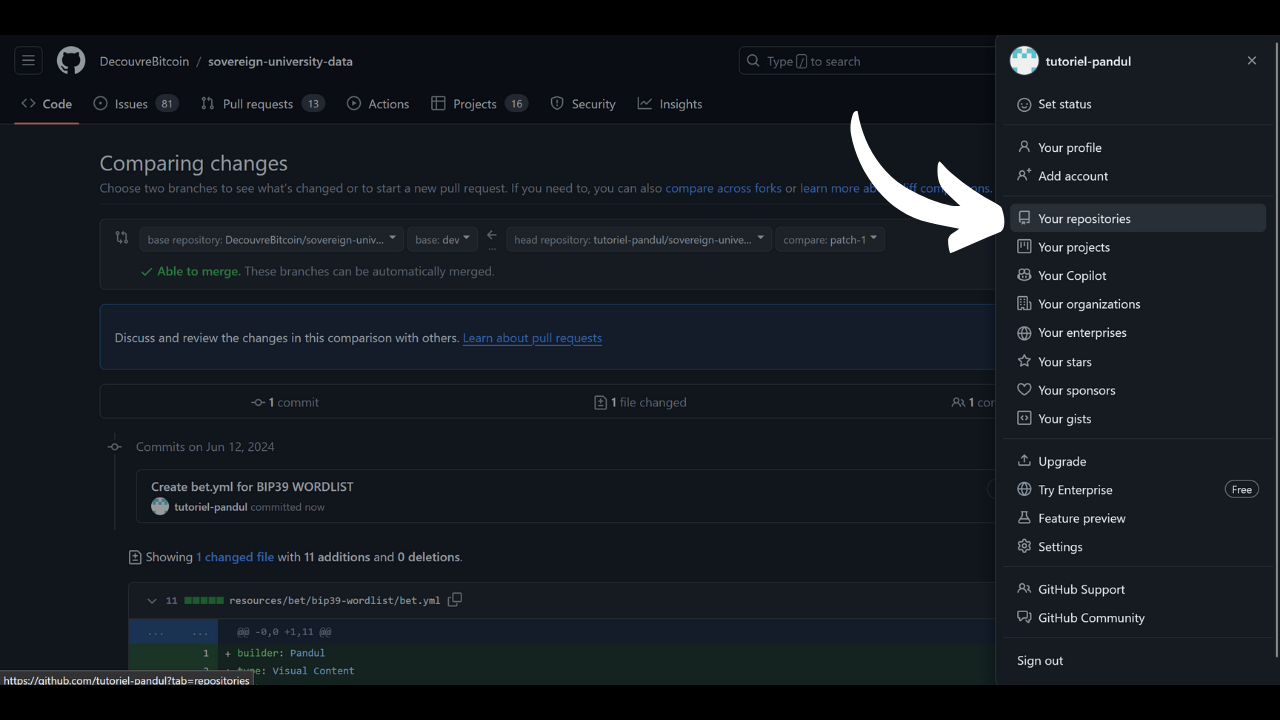 DecouvreBitcoin / sovereign-university-data
Type / to search
Code
Issues 81
Pull requests 13
Actions
Projects 16
Security
Insights
Comparing changes
Choose two branches to see what's changed or to start a new pull request. If you need to, you can also compare across forks or learn more
base repository: DecouvreBitcoin/sovereign-univ...
base: dev
head repository: tutoriel-pandul/sovereign-unive...
compare: patch-1
Able to merge. These branches can be automatically merged.
Discuss and review the changes in this comparison with others. Learn about pull requests
1 commit
1 file changed
1
Commits on Jun 12, 2024
Create bet.yml for BIP39 WORDLIST
tutoriel-pandul committed now
Showing 1 changed file with 11 additions and 0 deletions.
11 resources/bet/bip39-wordlist/bet.yml
... ... @@ -0,0 +1,11 @@
1 + builder: Pandul
2 + type: Visual Content
https://github.com/tutoriel-pandul?tab=repositories
tutoriel-pandul
Set status
Your profile
Add account
Your repositories
Your projects
Your Copilot
Your organizations
Your enterprises
Your stars
Your sponsors
Your gists
Upgrade
Try Enterprise Free
Feature preview
Settings
GitHub Support
GitHub Community
Sign out